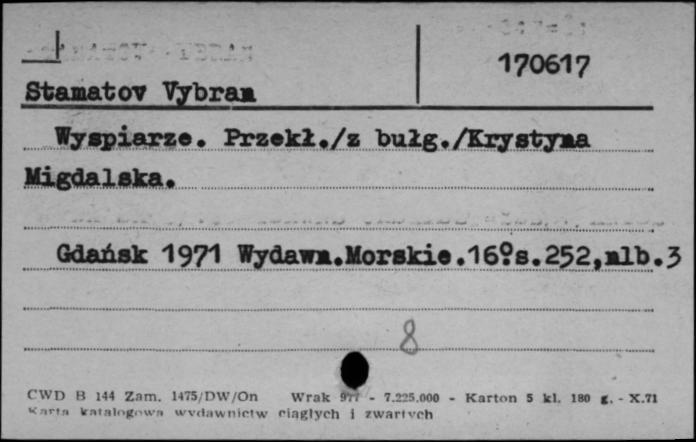 170617
Stamatov Vybran
Wyspiarze. Przekł./z bułg./Krystyna
Migdalska.
Gdańsk 1971 Wydawn.Morskie.16°s.252,nlb.3
8
CWD B 144 Zam. 1475/DW/On Wrak - 7.225.000 - Karton 5 kl. 180 g. - X.71
Karta katalogowa wydawnictw ciągłych i zwartych